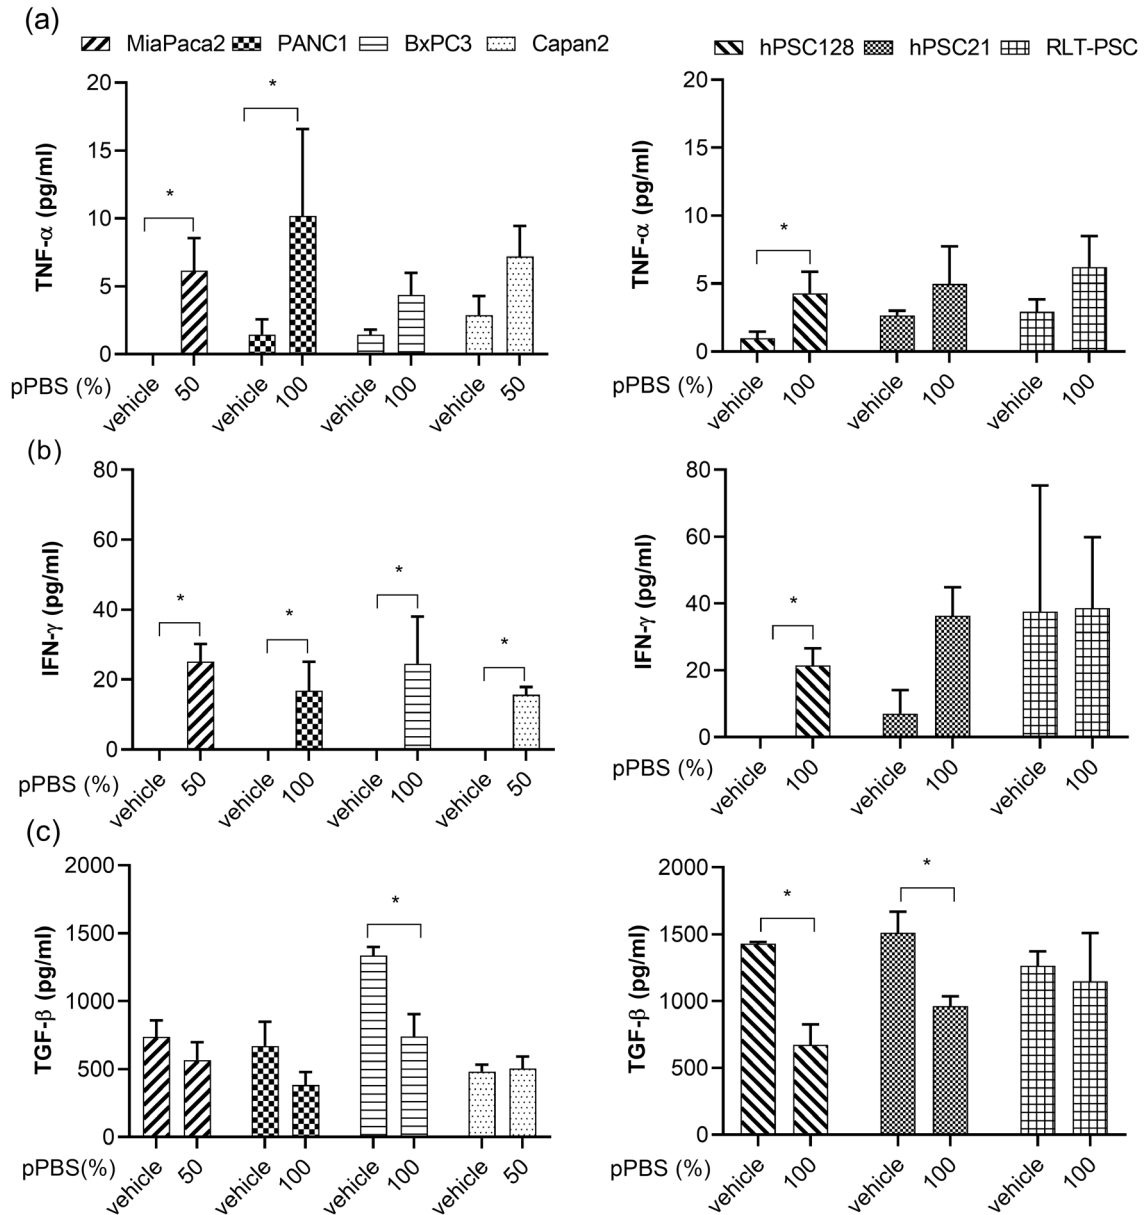 (a)
MiaPaca2 PANC1 BxPC3 Capan2
hPSC128 hPSC21 RLT-PSC
TNF-α (pg/ml)
20
15
10
5
0
* *
pPBS (%)
vehicle 50 vehicle 100 vehicle 100 vehicle 50
TNF-α (pg/ml)
20
15
10
5
0
*
pPBS (%)
vehicle 100 vehicle 100 vehicle 100
(b)
IFN-γ (pg/ml)
80
60
40
20
0
* * * *
pPBS (%)
vehicle 50 vehicle 100 vehicle 100 vehicle 50
IFN-γ (pg/ml)
80
60
40
20
0
*
pPBS (%)
vehicle 100 vehicle 100 vehicle 100
(c)
TGF-β (pg/ml)
2000
1500
1000
500
0
*
pPBS(%)
vehicle 50 vehicle 100 vehicle 100 vehicle 50
TGF-β (pg/ml)
2000
1500
1000
500
0
* *
pPBS (%)
vehicle 100 vehicle 100 vehicle 100